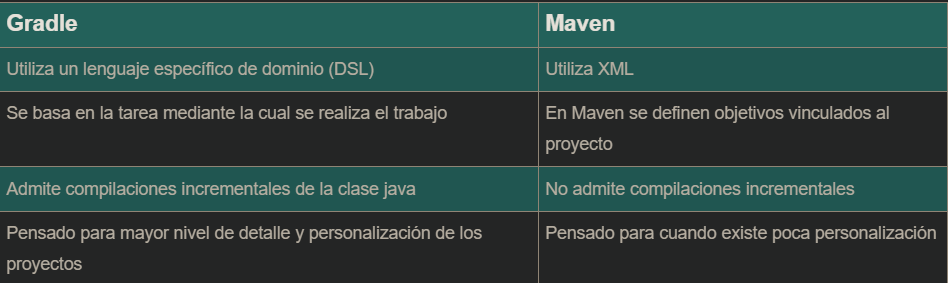 Gradle
Maven
Utiliza un lenguaje específico de dominio (DSL)
Utiliza XML
Se basa en la tarea mediante la cual se realiza el trabajo
En Maven se definen objetivos vinculados al
proyecto
Admite compilaciones incrementales de la clase java
No admite compilaciones incrementales
Pensado para mayor nivel de detalle y personalización de los
proyectos
Pensado para cuando existe poca personalización